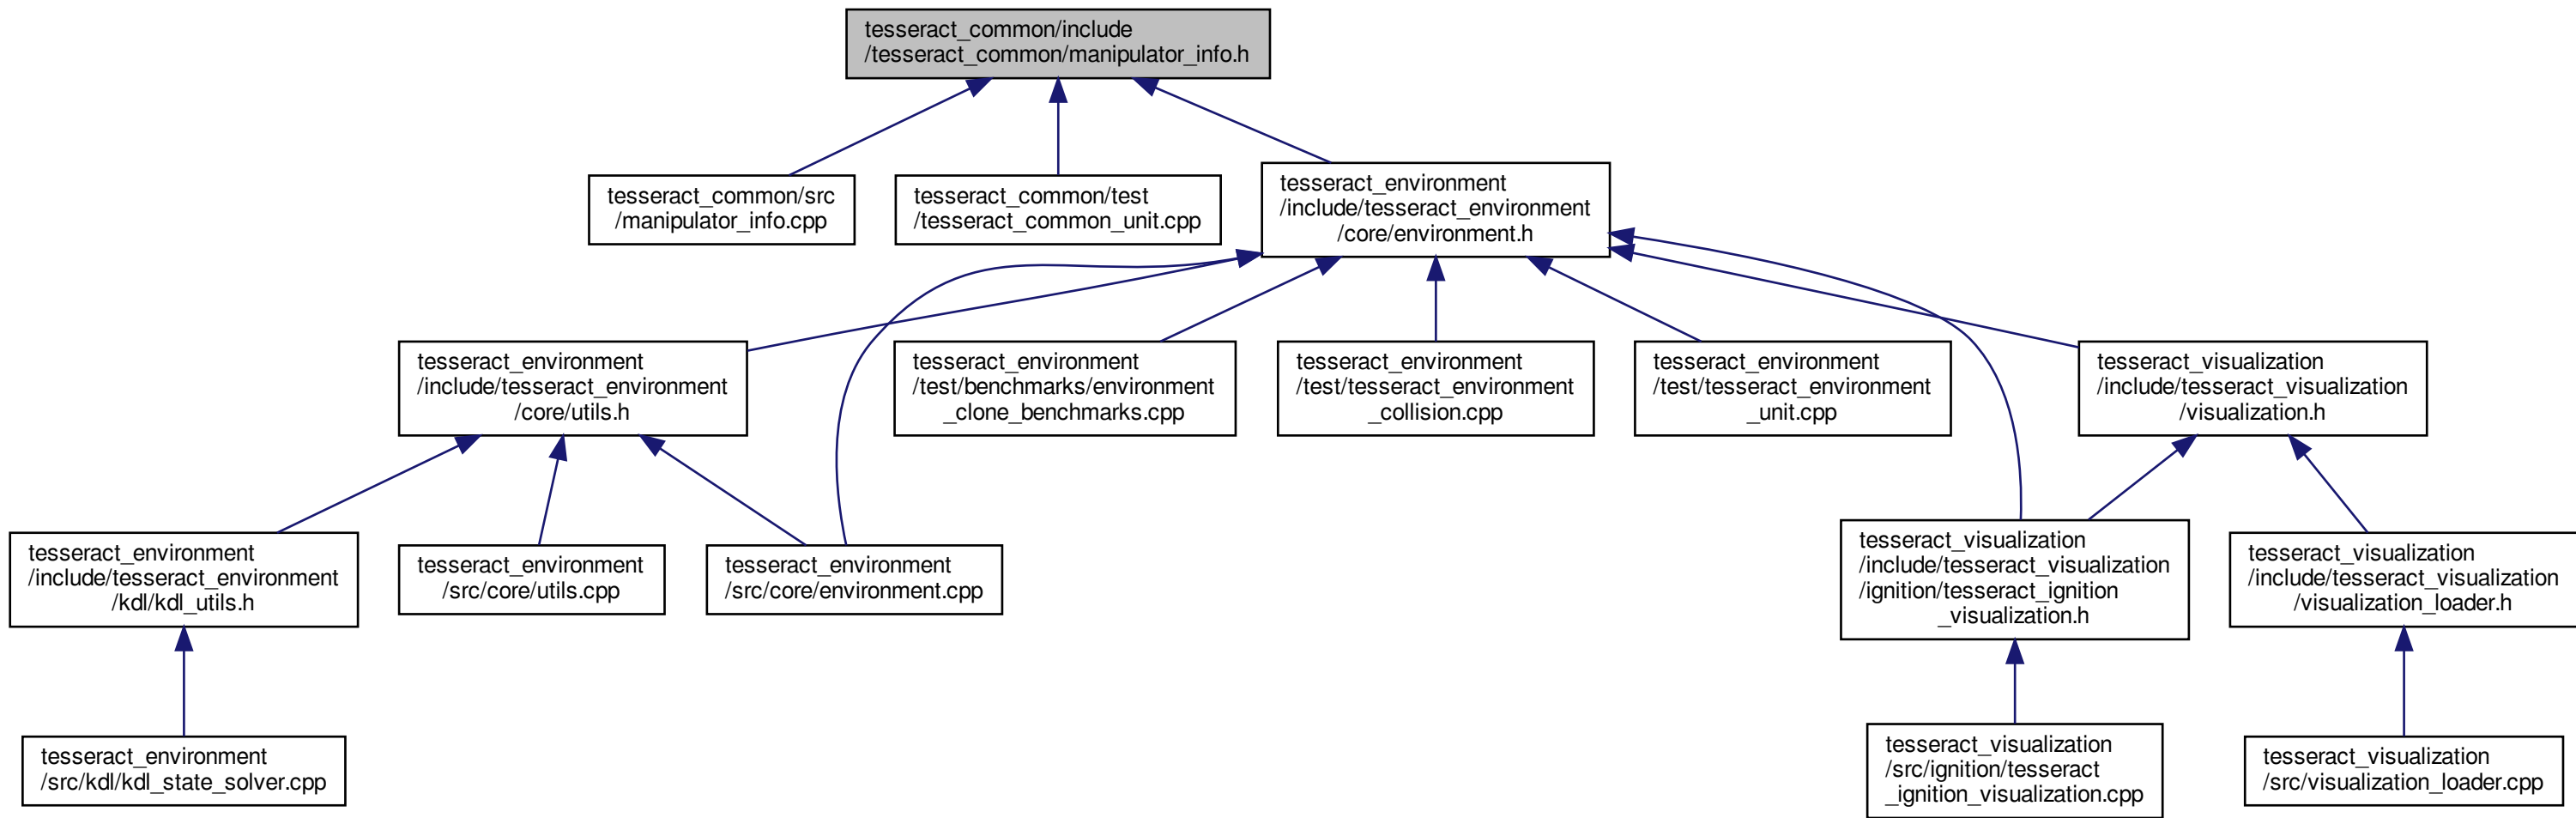 tesseract_common/include
/tesseract_common/manipulator_info.h
tesseract_common/src
/manipulator_info.cpp
tesseract_common/test
/tesseract_common_unit.cpp
tesseract_environment
/include/tesseract_environment
/core/environment.h
tesseract_environment
/include/tesseract_environment
/core/utils.h
tesseract_environment
/test/benchmarks/environment
_clone_benchmarks.cpp
tesseract_environment
/test/tesseract_environment
_collision.cpp
tesseract_environment
/test/tesseract_environment
_unit.cpp
tesseract_visualization
/include/tesseract_visualization
/visualization.h
tesseract_environment
/include/tesseract_environment
/kdl/kdl_utils.h
tesseract_environment
/src/core/utils.cpp
tesseract_environment
/src/core/environment.cpp
tesseract_visualization
/include/tesseract_visualization
/ignition/tesseract_ignition
_visualization.h
tesseract_visualization
/include/tesseract_visualization
/visualization_loader.h
tesseract_environment
/src/kdl/kdl_state_solver.cpp
tesseract_visualization
/src/ignition/tesseract
_ignition_visualization.cpp
tesseract_visualization
/src/visualization_loader.cpp